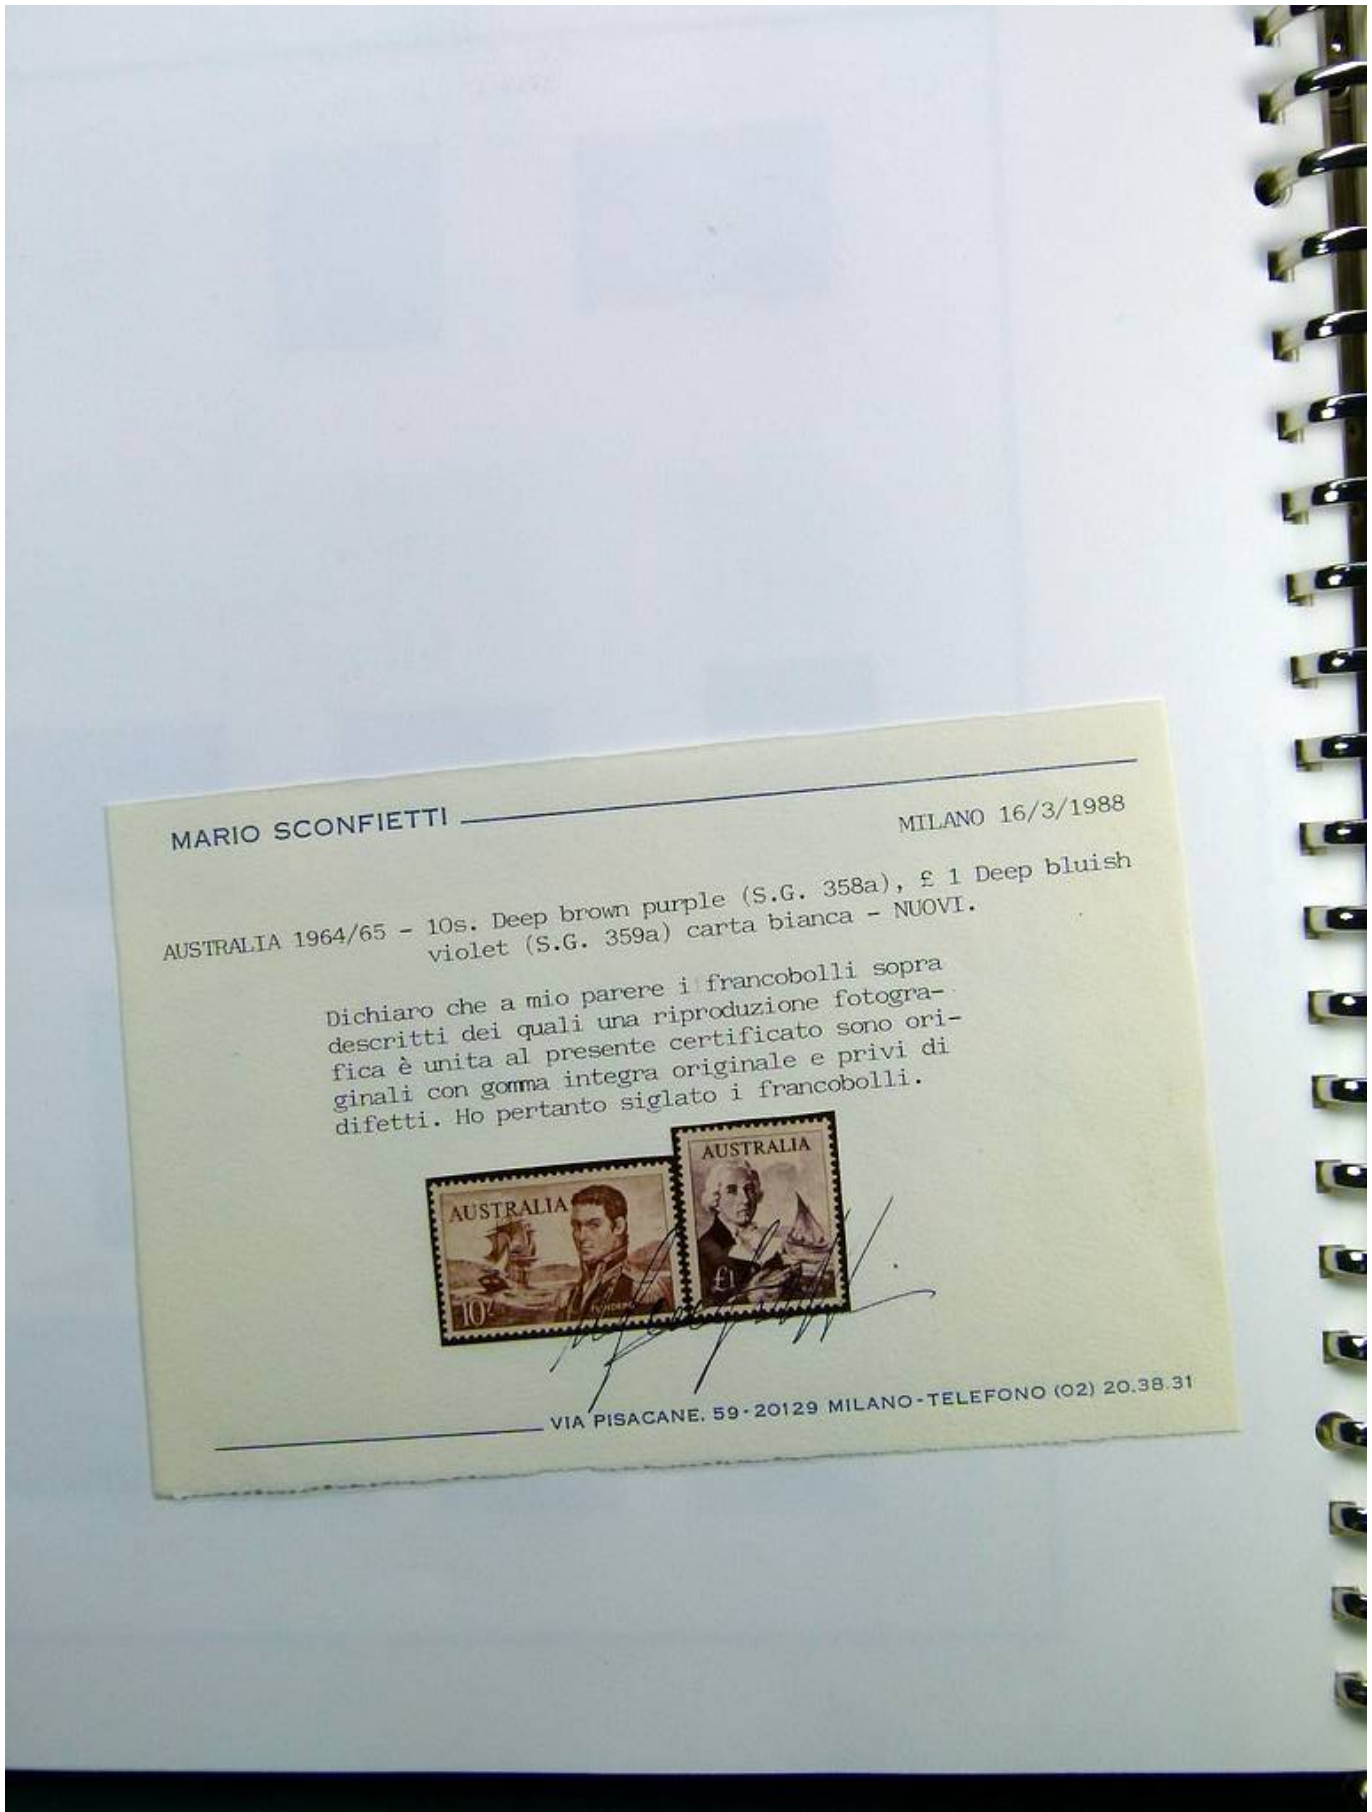 MARIO SCONFIETTI
MILANO 16/3/1988
AUSTRALIA 1964/65 - 10s. Deep brown purple (S.G. 358a), £ 1 Deep bluish
violet (S.G. 359a) carta bianca - NUOVI.
Dichiaro che a mio parere i francobolli sopra
descritti dei quali una riproduzione fotogra-
fica è unita al presente certificato sono ori-
ginali con gomma integra originale e privi di
difetti. Ho pertanto siglato i francobolli.
AUSTRALIA
10/-
AUSTRALIA
£1
VIA PISACANE, 59-20129 MILANO-TELEFONO (02) 20.38.31